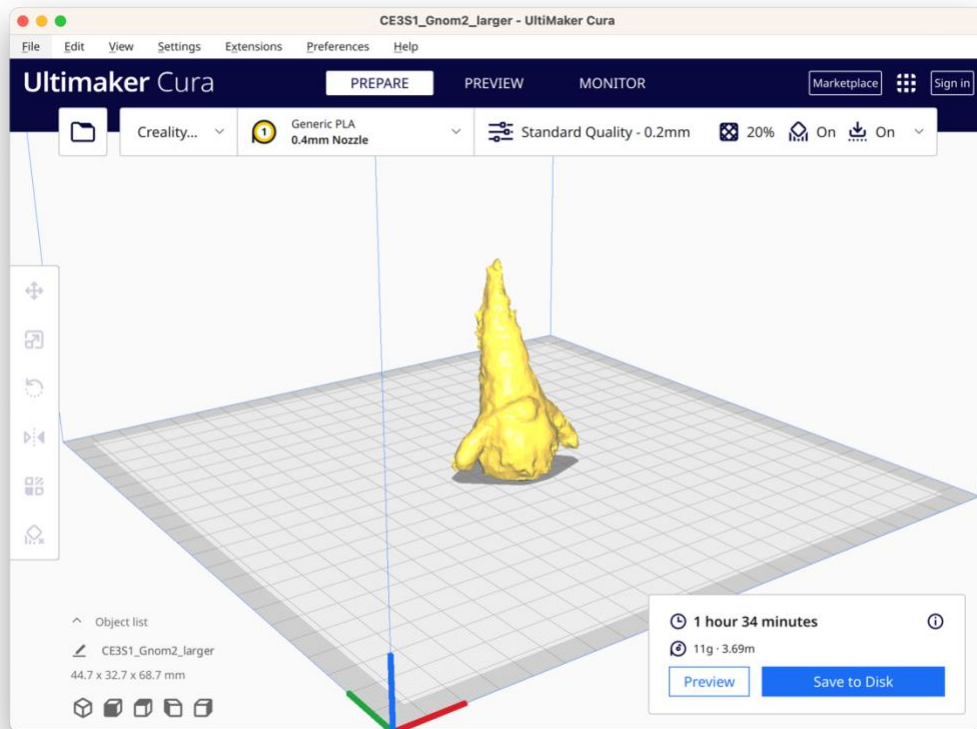 CE3S1_Gnom2_larger - UltiMaker Cura
File Edit View Settings Extensions Preferences Help
Ultimaker Cura PREPARE PREVIEW MONITOR Marketplace Sign in
Creality... 1 Generic PLA
0.4mm Nozzle
Standard Quality - 0.2mm 20% On On
Object list
CE3S1_Gnom2_larger
44.7 x 32.7 x 68.7 mm
1 hour 34 minutes
11g · 3.69m
Preview Save to Disk